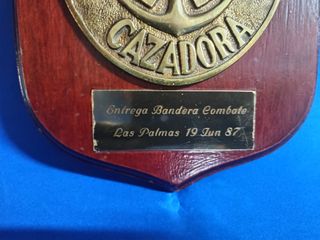 CAZADORA
Entrega Bandera Combate
Las Palmas 19 Jun 87